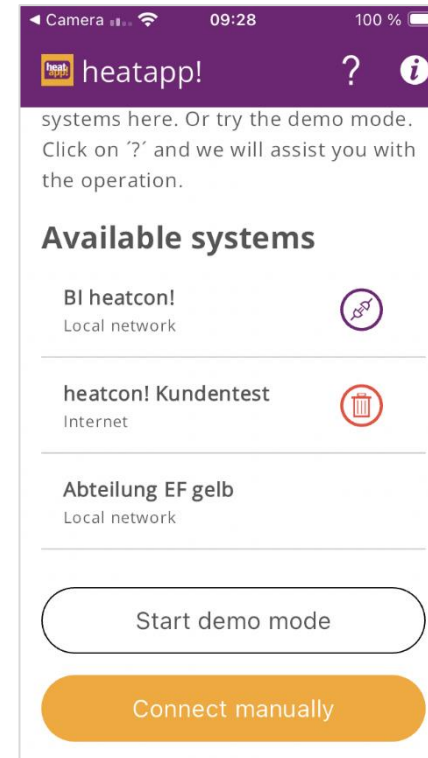 ◄ Camera 09:28 100 %
heat app! heatapp! ? i
systems here. Or try the demo mode.
Click on ´?´ and we will assist you with
the operation.
Available systems
BI heatcon!
Local network
heatcon! Kundentest
Internet
Abteilung EF gelb
Local network
Start demo mode
Connect manually